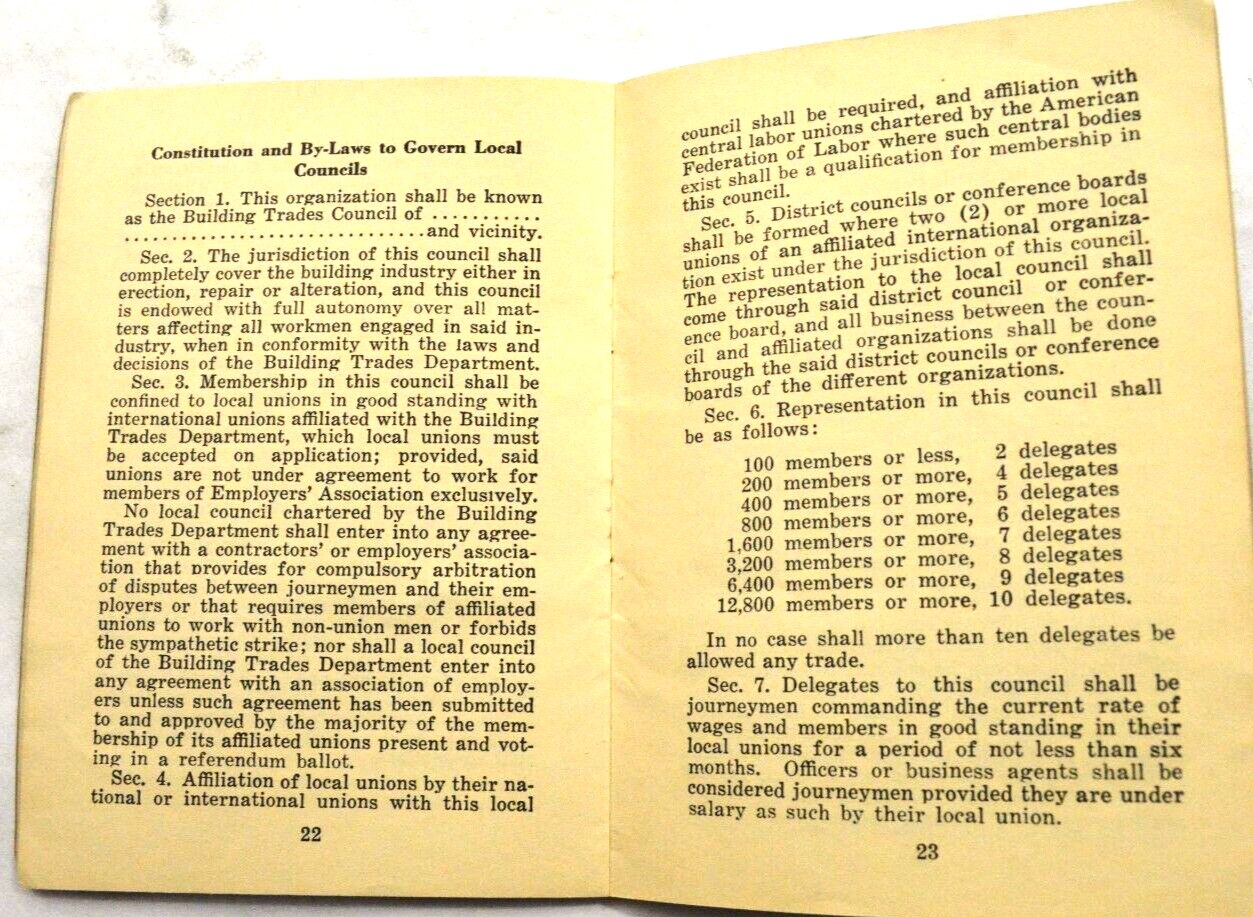 Constitution and By-Laws to Govern Local
Councils
Section 1. This organization shall be known
as the Building Trades Council of ...........
..............................and vicinity.
Sec. 2. The jurisdiction of this council shall
completely cover the building industry either in
erection, repair or alteration, and this council
is endowed with full autonomy over all mat-
ters affecting all workmen engaged in said in-
dustry, when in conformity with the laws and
decisions of the Building Trades Department.
Sec. 3. Membership in this council shall be
confined to local unions in good standing with
international unions affiliated with the Building
Trades Department, which local unions must
be accepted on application; provided, said
unions are not under agreement to work for
members of Employers' Association exclusively.
No local council chartered by the Building
Trades Department shall enter into any agree-
ment with a contractors' or employers' associa-
tion that provides for compulsory arbitration
of disputes between journeymen and their em-
ployers or that requires members of affiliated
unions to work with non-union men or forbids
the sympathetic strike; nor shall a local council
of the Building Trades Department enter into
any agreement with an association of employ-
ers unless such agreement has been submitted
to and approved by the majority of the mem-
bership of its affiliated unions present and vot-
ing in a referendum ballot.
Sec. 4. Affiliation of local unions by their na-
tional or international unions with this local
22
council shall be required, and affiliation with
central labor unions chartered by the American
Federation of Labor where such central bodies
exist shall be a qualification for membership in
this council.
Sec. 5. District councils or conference boards
shall be formed where two (2) or more local
unions of an affiliated international organiza-
tion exist under the jurisdiction of this council.
The representation to the local council shall
come through said district council or confer-
ence board, and all business between the coun-
cil and affiliated organizations shall be done
through the said district councils or conference
boards of the different organizations.
Sec. 6. Representation in this council shall
be as follows:
100 members or less, 2 delegates
200 members or more, 4 delegates
400 members or more, 5 delegates
800 members or more, 6 delegates
1,600 members or more, 7 delegates
3,200 members or more, 8 delegates
6,400 members or more, 9 delegates
12,800 members or more, 10 delegates.
In no case shall more than ten delegates be
allowed any trade.
Sec. 7. Delegates to this council shall be
journeymen commanding the current rate of
wages and members in good standing in their
local unions for a period of not less than six
months. Officers or business agents shall be
considered journeymen provided they are under
salary as such by their local union.
23